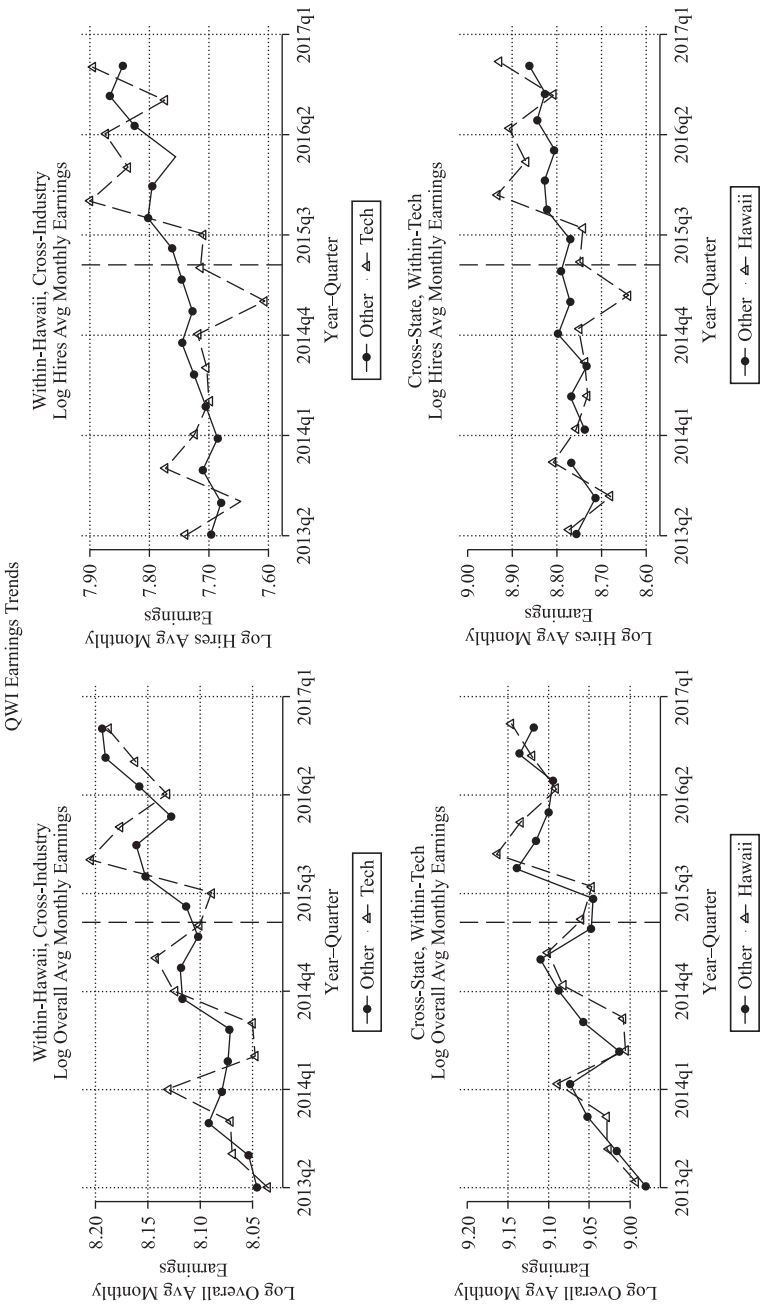 QWI Earnings Trends
Within-Hawaii, Cross-Industry
Log Overall Avg Monthly Earnings
Log Overall Avg Monthly
Earnings
8.20
8.15
8.10
8.05
2013q2
2014q1
2014q4
2015q3
2016q2
2017q1
Year–Quarter
Other
Tech
Within-Hawaii, Cross-Industry
Log Hires Avg Monthly Earnings
Log Hires Avg Monthly
Earnings
7.90
7.80
7.70
7.60
2013q2
2014q1
2014q4
2015q3
2016q2
2017q1
Year–Quarter
Other
Tech
Cross-State, Within-Tech
Log Overall Avg Monthly Earnings
Log Overall Avg Monthly
Earnings
9.20
9.15
9.10
9.05
9.00
2013q2
2014q1
2014q4
2015q3
2016q2
2017q1
Year–Quarter
Other
Hawaii
Cross-State, Within-Tech
Log Hires Avg Monthly Earnings
Log Hires Avg Monthly
Earnings
9.00
8.90
8.80
8.70
8.60
2013q2
2014q1
2014q4
2015q3
2016q2
2017q1
Year–Quarter
Other
Hawaii